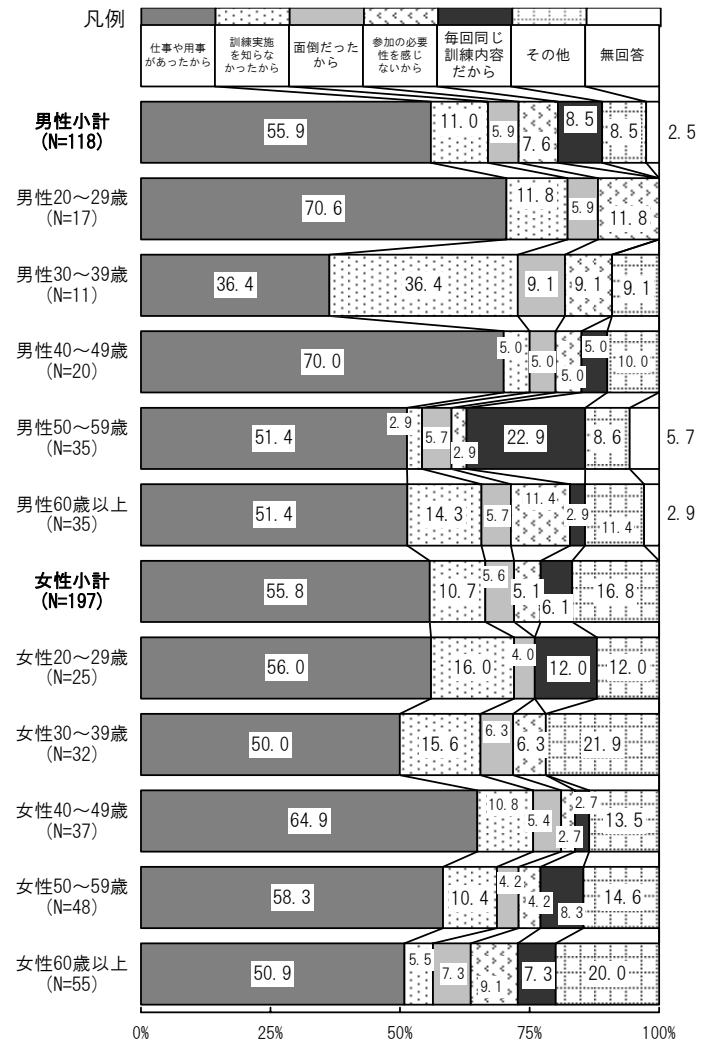 凡例
仕事や用事
があったから
訓練実施
を知らな
かったから
面倒だった
から
参加の必要
性を感じ
ないから
毎回同じ
訓練内容
だから
その他
無回答
男性小計
(N=118)
55.9
11.0
5.9
7.6
8.5
8.5
2.5
男性20～29歳
(N=17)
70.6
11.8
5.9
11.8
男性30～39歳
(N=11)
36.4
36.4
9.1
9.1
9.1
男性40～49歳
(N=20)
70.0
5.0
5.0
5.0
5.0
10.0
男性50～59歳
(N=35)
51.4
2.9
5.7
2.9
22.9
8.6
5.7
男性60歳以上
(N=35)
51.4
14.3
5.7
11.4
2.9
11.4
2.9
女性小計
(N=197)
55.8
10.7
5.6
5.1
6.1
16.8
女性20～29歳
(N=25)
56.0
16.0
4.0
12.0
12.0
女性30～39歳
(N=32)
50.0
15.6
6.3
6.3
21.9
女性40～49歳
(N=37)
64.9
10.8
5.4
2.7
2.7
13.5
女性50～59歳
(N=48)
58.3
10.4
4.2
4.2
8.3
14.6
女性60歳以上
(N=55)
50.9
5.5
7.3
9.1
7.3
20.0
0%
25%
50%
75%
100%